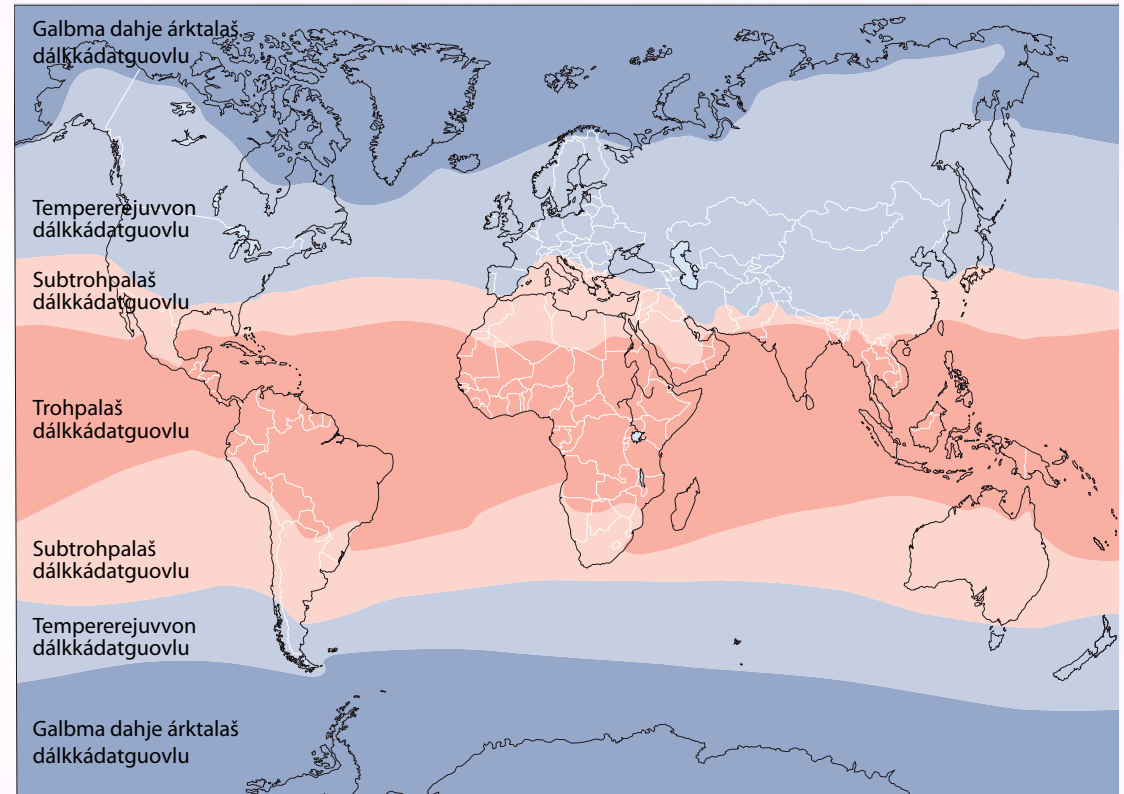 Galbma dahje árktalaš
dálkkádatguovlu
Tempererejuvvon
dálkkádatguovlu
Subtrohpalaš
dálkkádatguovlu
Trohpalaš
dálkkádatguovlu
Subtrohpalaš
dálkkádatguovlu
Tempererejuvvon
dálkkádatguovlu
Galbma dahje árktalaš
dálkkádatguovlu